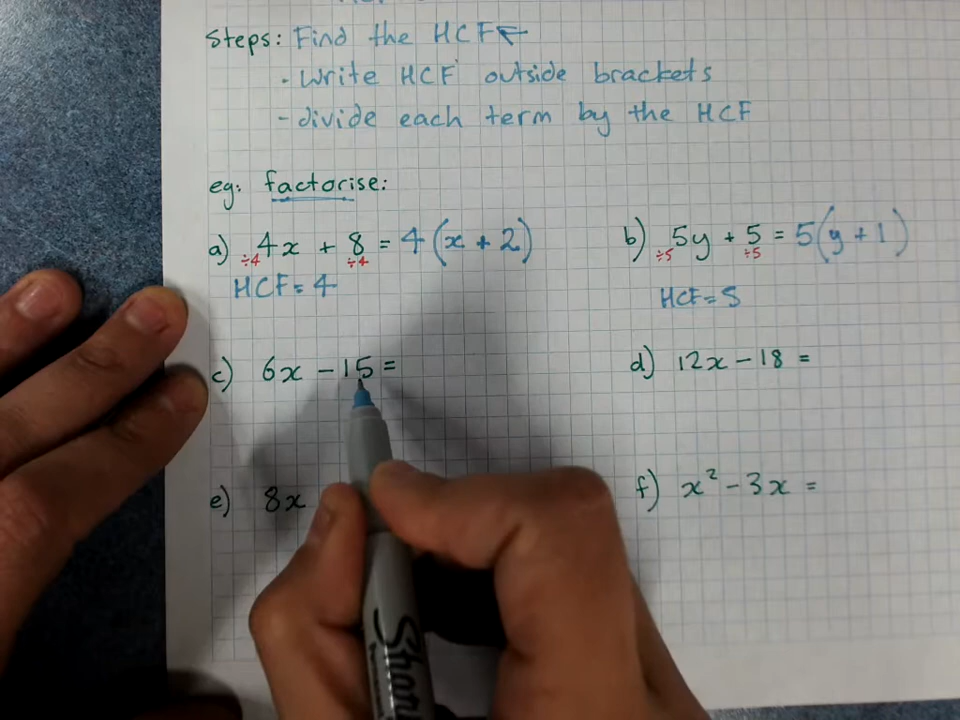 Steps: Find the HCF
- Write HCF outside brackets
- divide each term by the HCF
eg: factorise:
a) 4x + 8 = 4(x + 2)
÷4 ÷4
HCF = 4
b) 5y + 5 = 5(y + 1)
÷5 ÷5
HCF = 5
c) 6x - 15 =
d) 12x - 18 =
e) 8x
f) x² - 3x =